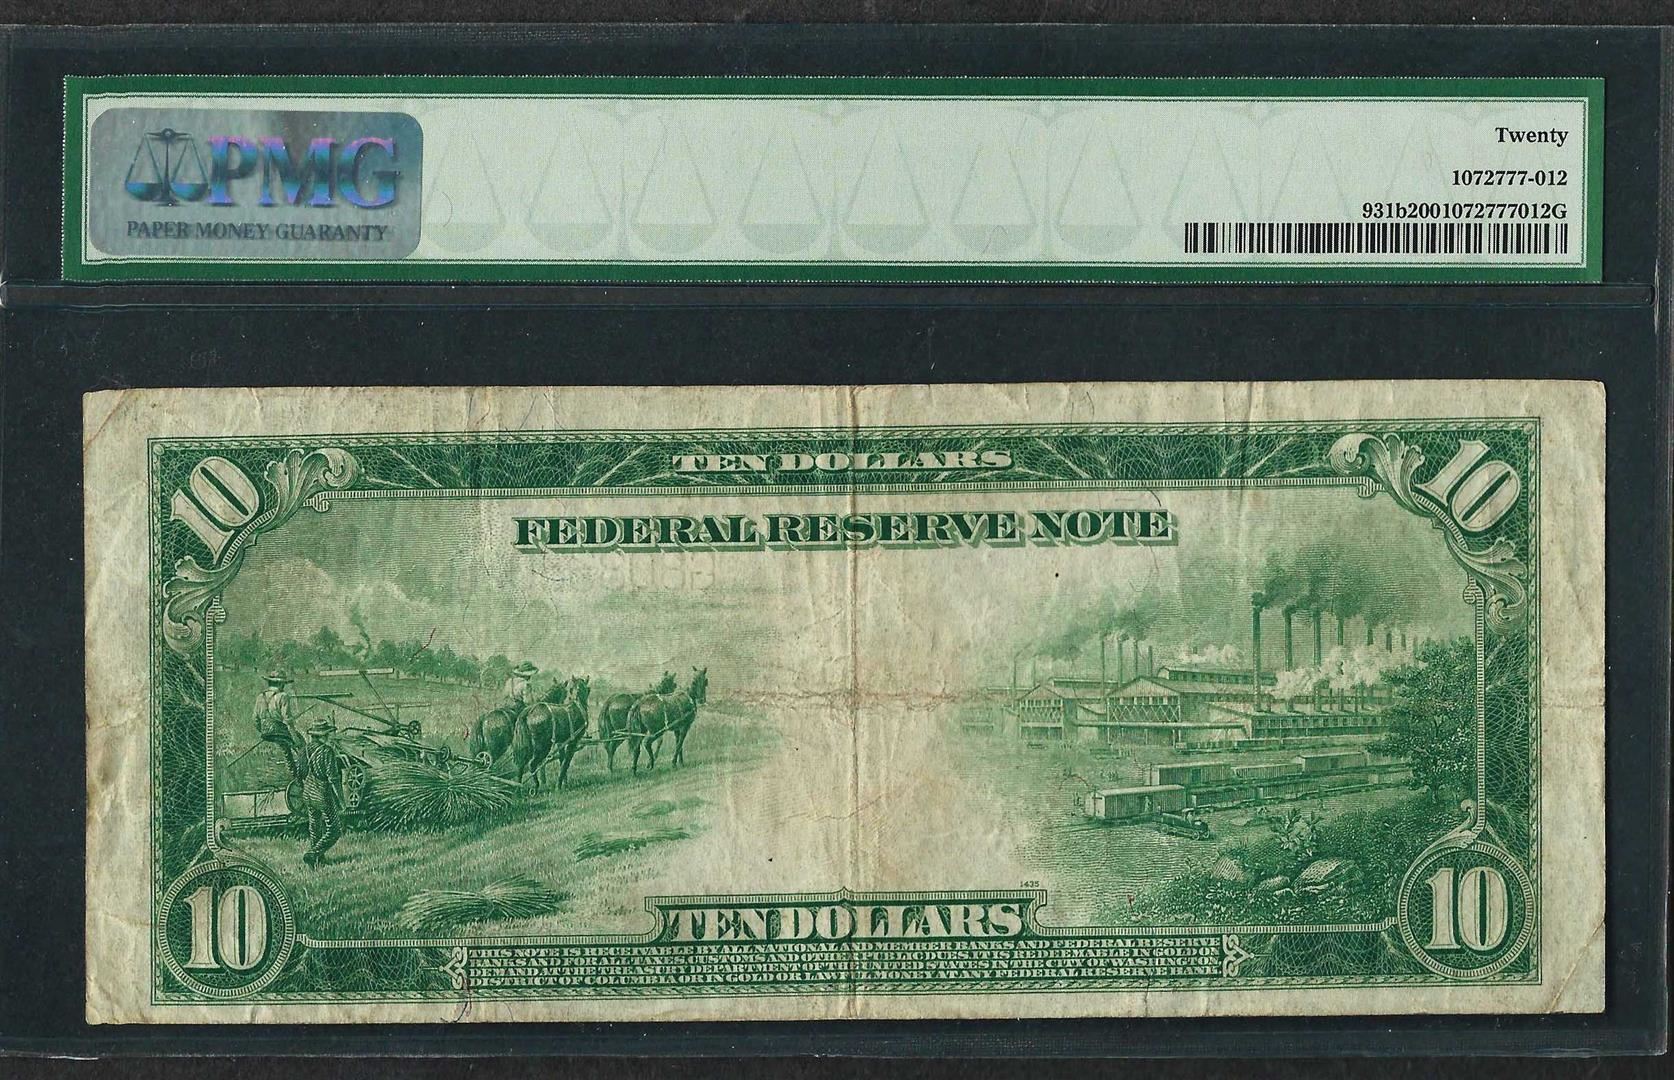 PMG
PAPER MONEY GUARANTY
Twenty
1072777-012
931b2001072777012G
10
TEN DOLLARS
10
FEDERAL RESERVE NOTE
1435
10
TEN DOLLARS
10
THIS NOTE IS RECEIVABLE BY ALL NATIONAL AND MEMBER BANKS AND FEDERAL RESERVE
BANKS AND FOR ALL TAXES, CUSTOMS AND OTHER PUBLIC DUES. IT IS REDEEMABLE IN GOLD ON
DEMAND AT THE TREASURY DEPARTMENT OF THE UNITED STATES IN THE CITY OF WASHINGTON,
DISTRICT OF COLUMBIA OR IN GOLD OR LAWFUL MONEY AT ANY FEDERAL RESERVE BANK.